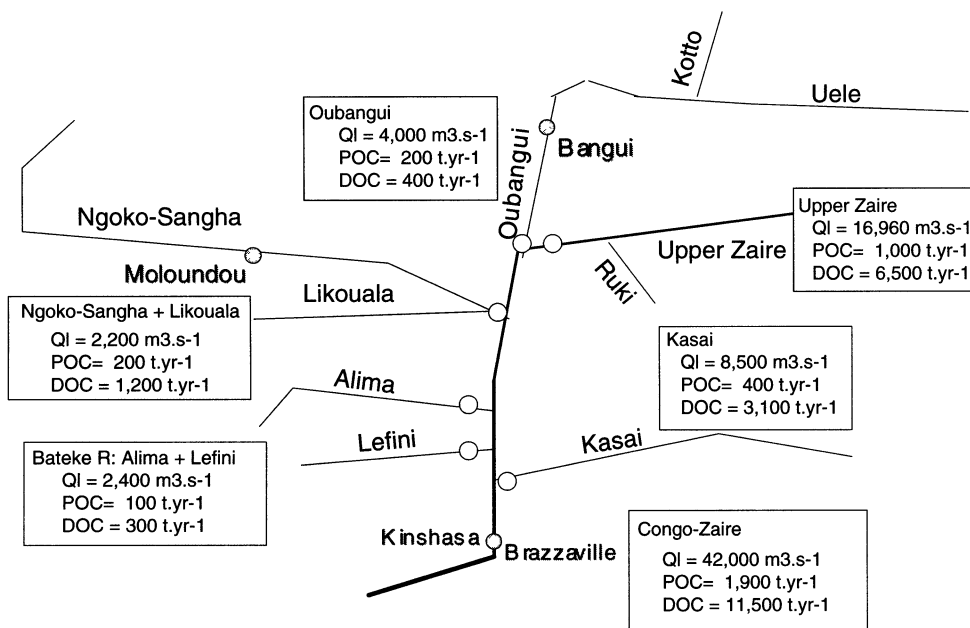 Kotto
Uele
Oubangui
Ql = 4,000 m3.s-1
POC= 200 t.yr-1
DOC = 400 t.yr-1
Bangui
Oubangui
Ngoko-Sangha
Moloundou
Upper Zaire
Ql = 16,960 m3.s-1
POC= 1,000 t.yr-1
DOC = 6,500 t.yr-1
Upper Zaire
Ruki
Likouala
Ngoko-Sangha + Likouala
Ql = 2,200 m3.s-1
POC= 200 t.yr-1
DOC = 1,200 t.yr-1
Kasai
Ql = 8,500 m3.s-1
POC= 400 t.yr-1
DOC = 3,100 t.yr-1
Alima
Lefini
Kasai
Bateke R: Alima + Lefini
Ql = 2,400 m3.s-1
POC= 100 t.yr-1
DOC = 300 t.yr-1
Kinshasa
Brazzaville
Congo-Zaire
Ql = 42,000 m3.s-1
POC= 1,900 t.yr-1
DOC = 11,500 t.yr-1